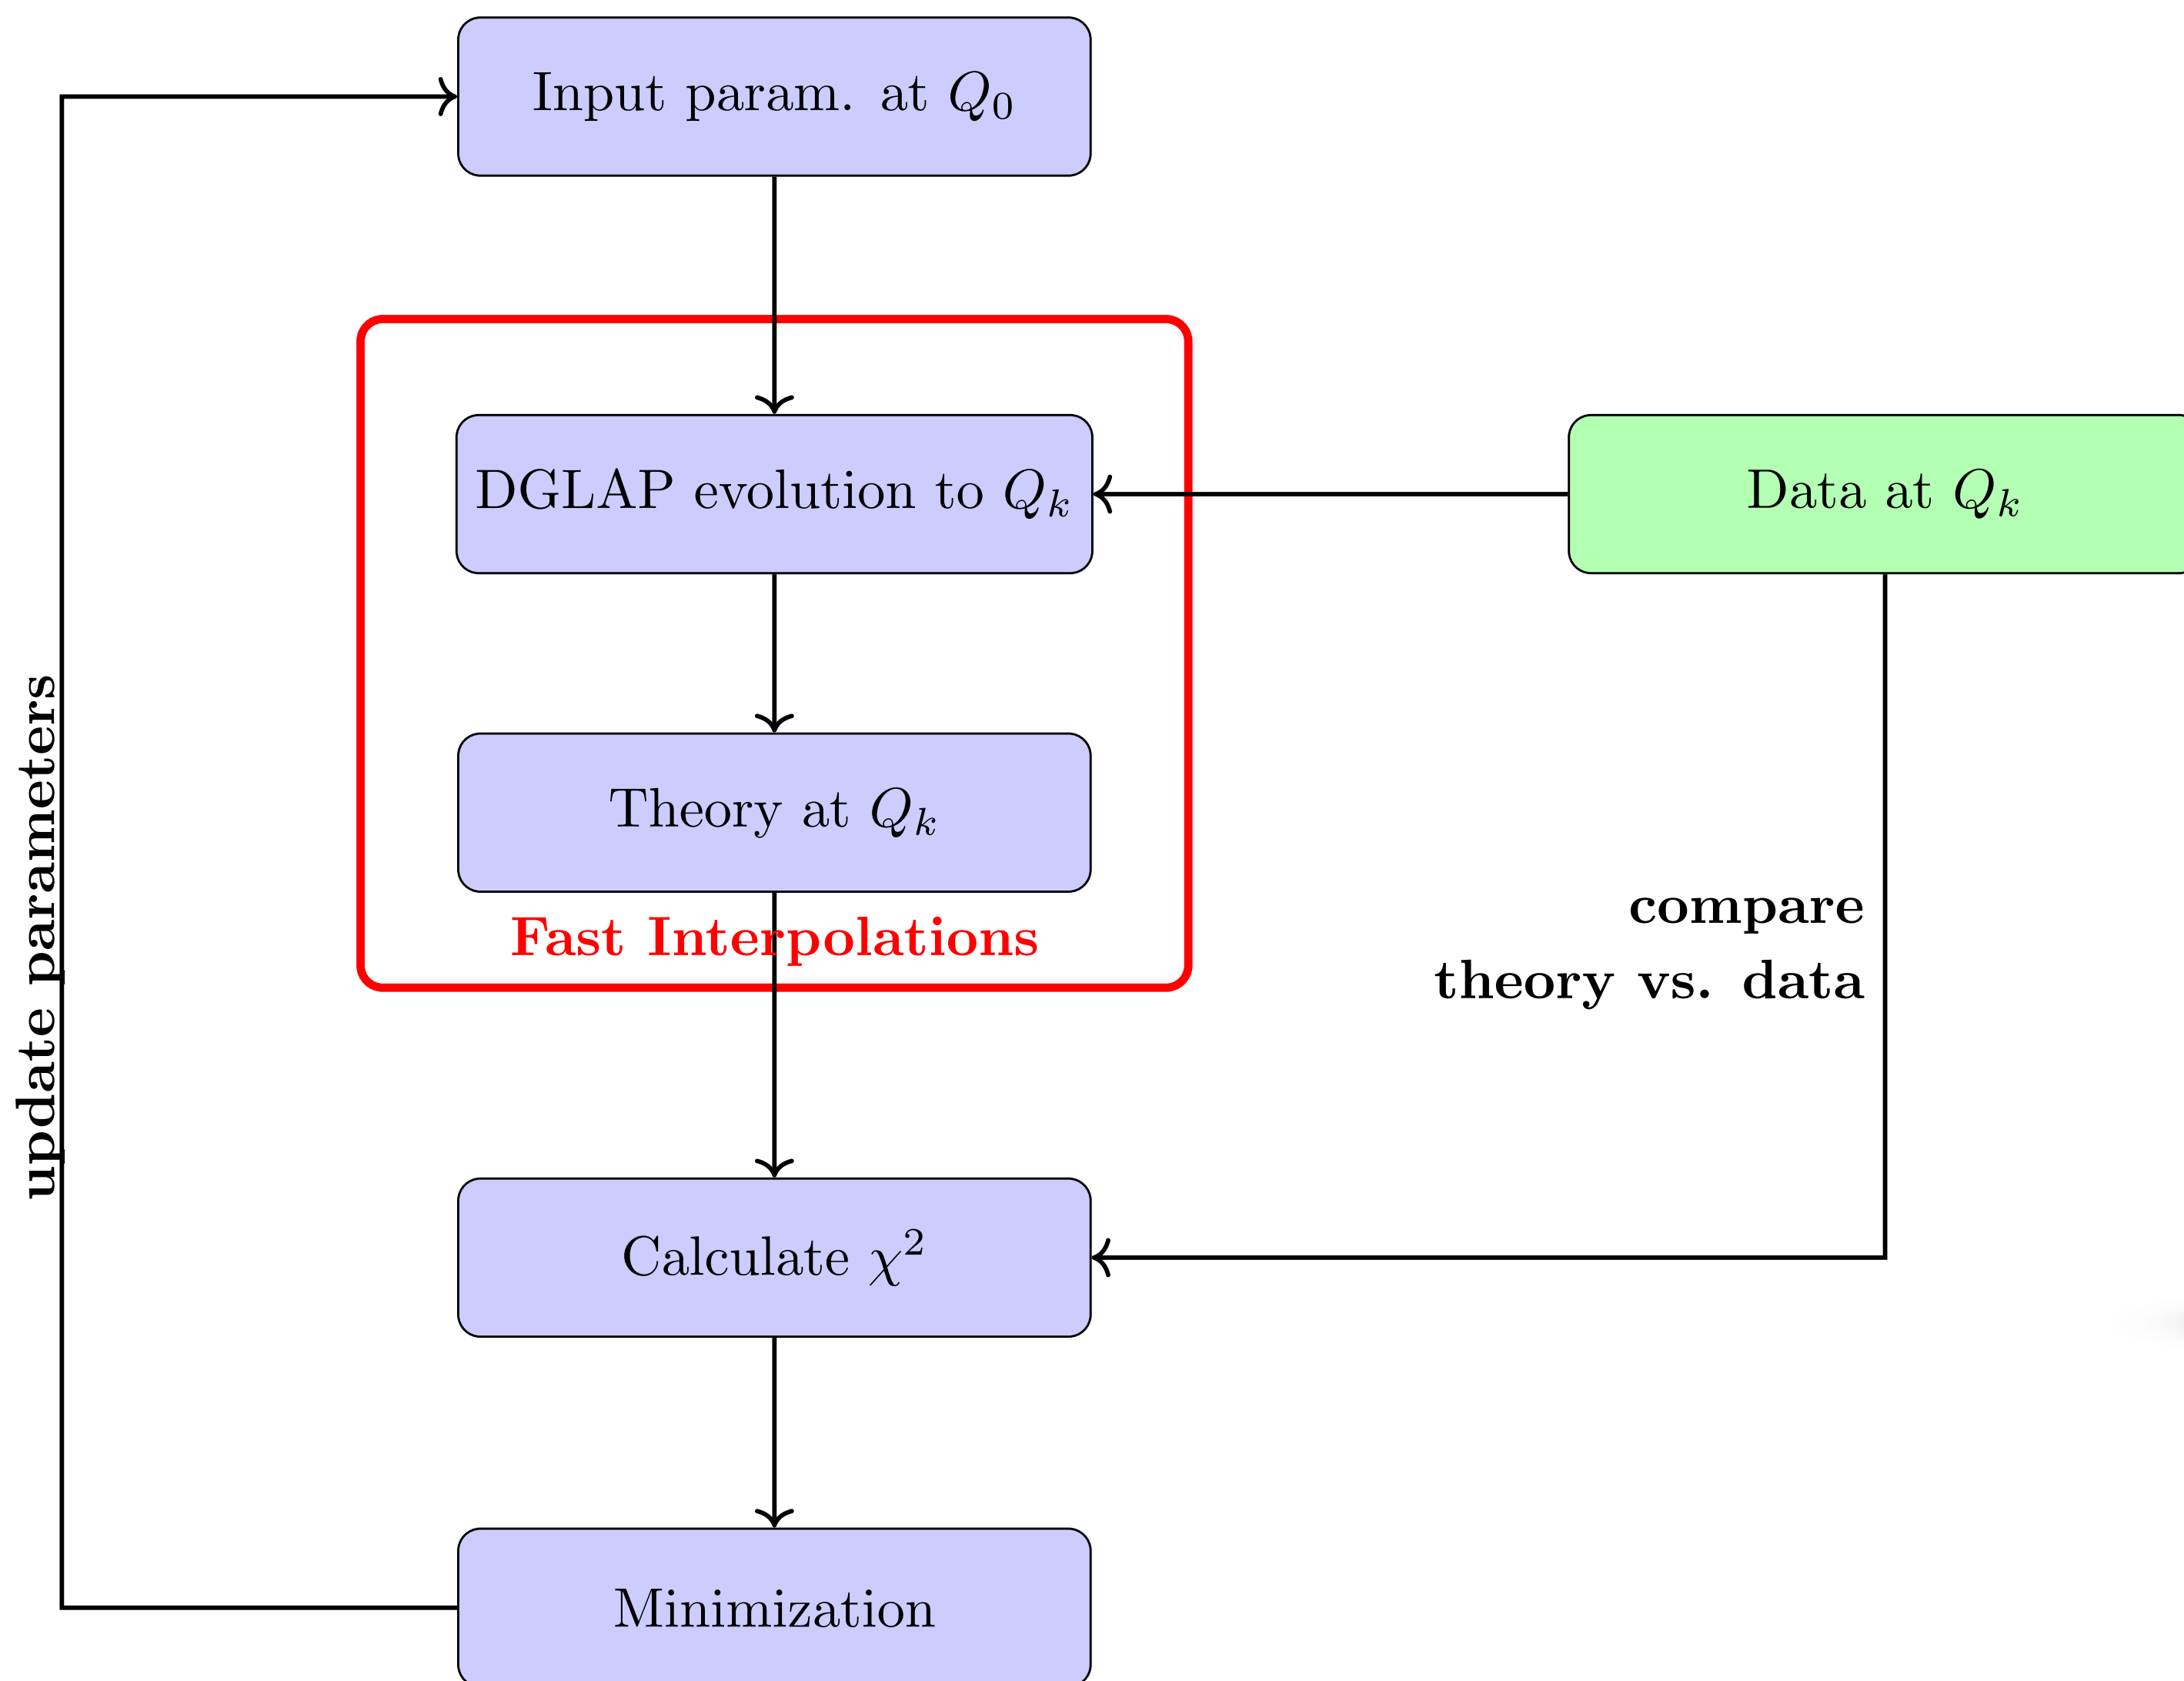 Input param. at Q₀
DGLAP evolution to Qₖ
Data at Qₖ
Theory at Qₖ
Fast Interpolations
compare
theory vs. data
update parameters
Calculate χ²
Minimization